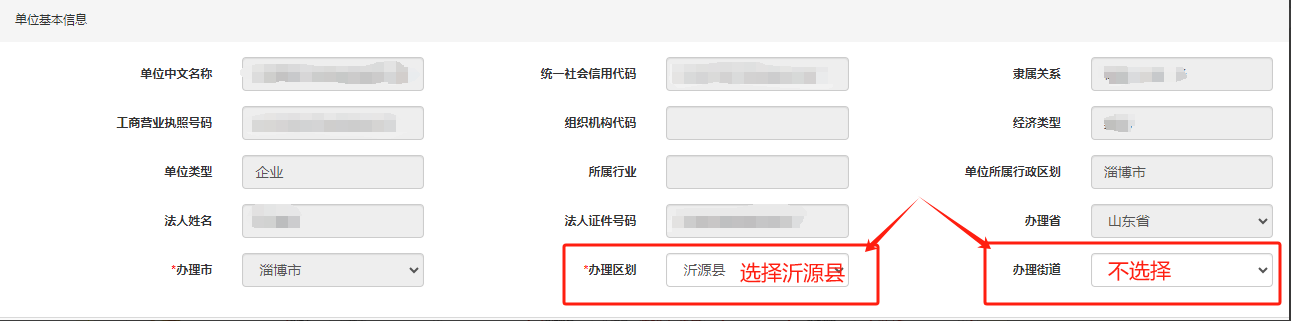 单位基本信息
单位中文名称 统一社会信用代码 隶属关系
工商营业执照号码 组织机构代码 经济类型
单位类型 企业 所属行业 单位所属行政区划 淄博市
法人姓名 法人证件号码 办理省 山东省
*办理市 淄博市 *办理区划 沂源县 选择沂源县 办理街道 不选择